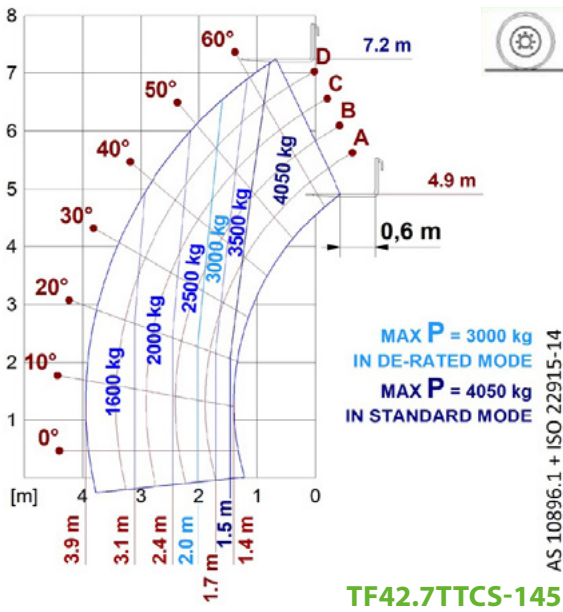 8
7
6
5
4
3
2
1
[m]
4
3
2
1
0
60°
50°
40°
30°
20°
10°
0°
D
C
B
A
7.2 m
4.9 m
0,6 m
1600 kg
2000 kg
2500 kg
3000 kg
3500 kg
4050 kg
MAX P = 3000 kg
IN DE-RATED MODE
MAX P = 4050 kg
IN STANDARD MODE
3.9 m
3.1 m
2.4 m
2.0 m
1.7 m
1.5 m
1.4 m
AS 10896.1 + ISO 22915-14
TF42.7TTCS-145